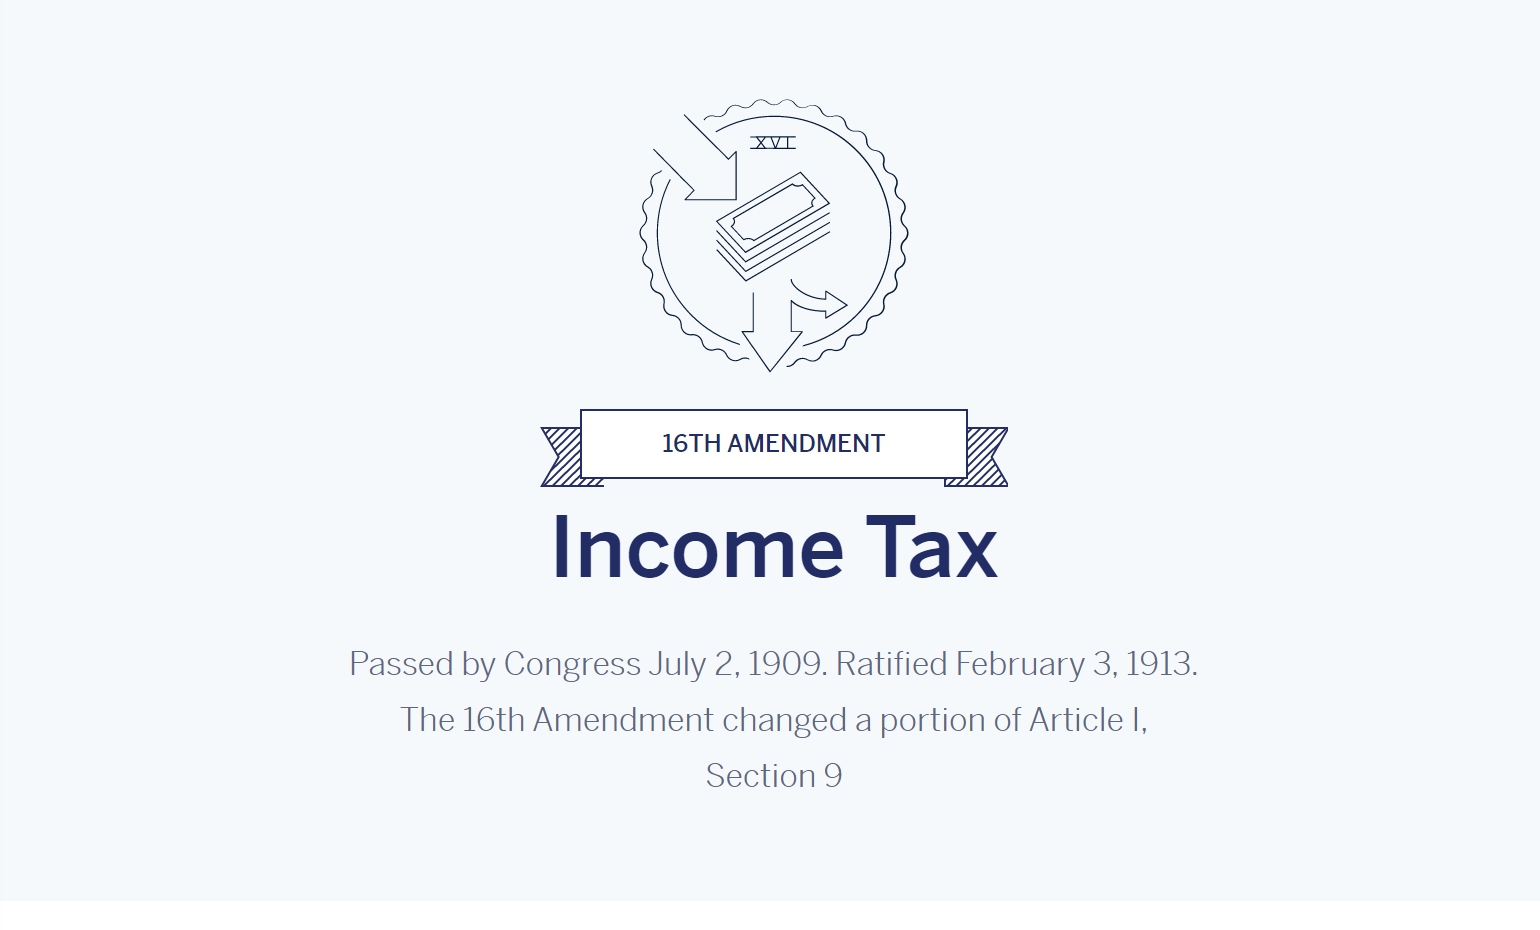 XVI
16TH AMENDMENT
Income Tax
Passed by Congress July 2, 1909. Ratified February 3, 1913.
The 16th Amendment changed a portion of Article I,
Section 9